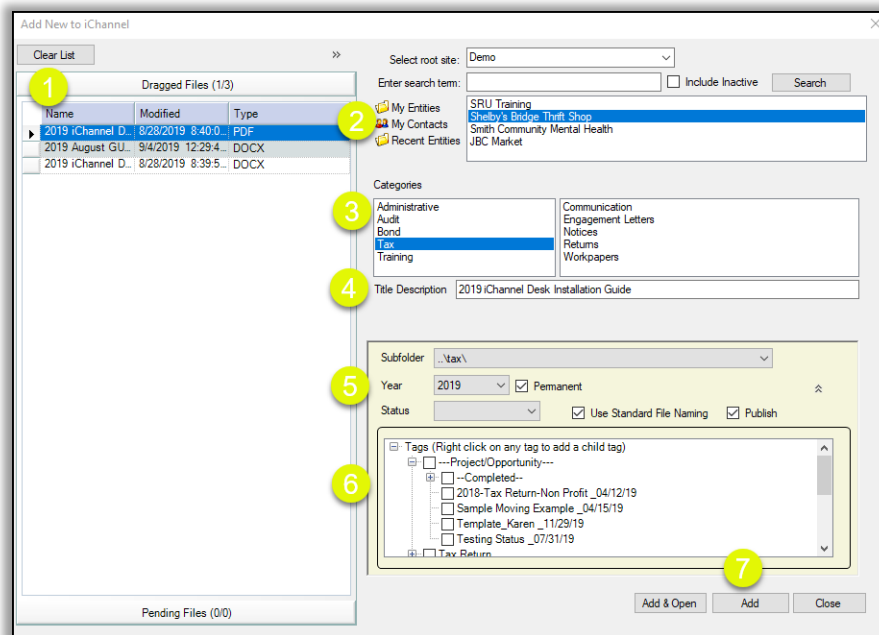 Add New to iChannel
Clear List
»
1
Dragged Files (1/3)
Name Modified Type
2019 iChannel D... 8/28/2019 8:40:0... PDF
2019 August GU... 9/4/2019 12:29:4... DOCX
2019 iChannel D... 8/28/2019 8:39:5... DOCX
Pending Files (0/0)
Select root site: Demo
Enter search term: Include Inactive Search
2
My Entities
My Contacts
Recent Entities
SRU Training
Shelby's Bridge Thrift Shop
Smith Community Mental Health
JBC Market
Categories
3
Administrative
Audit
Bond
Tax
Training
Communication
Engagement Letters
Notices
Returns
Workpapers
4
Title Description 2019 iChannel Desk Installation Guide
Subfolder ..\tax\
5
Year 2019 Permanent
Status Use Standard File Naming Publish
6
Tags (Right click on any tag to add a child tag)
---Project/Opportunity---
--Completed--
2018-Tax Return-Non Profit _04/12/19
Sample Moving Example _04/15/19
Template_Karen _11/29/19
Testing Status _07/31/19
Tax Return
7
Add & Open Add Close